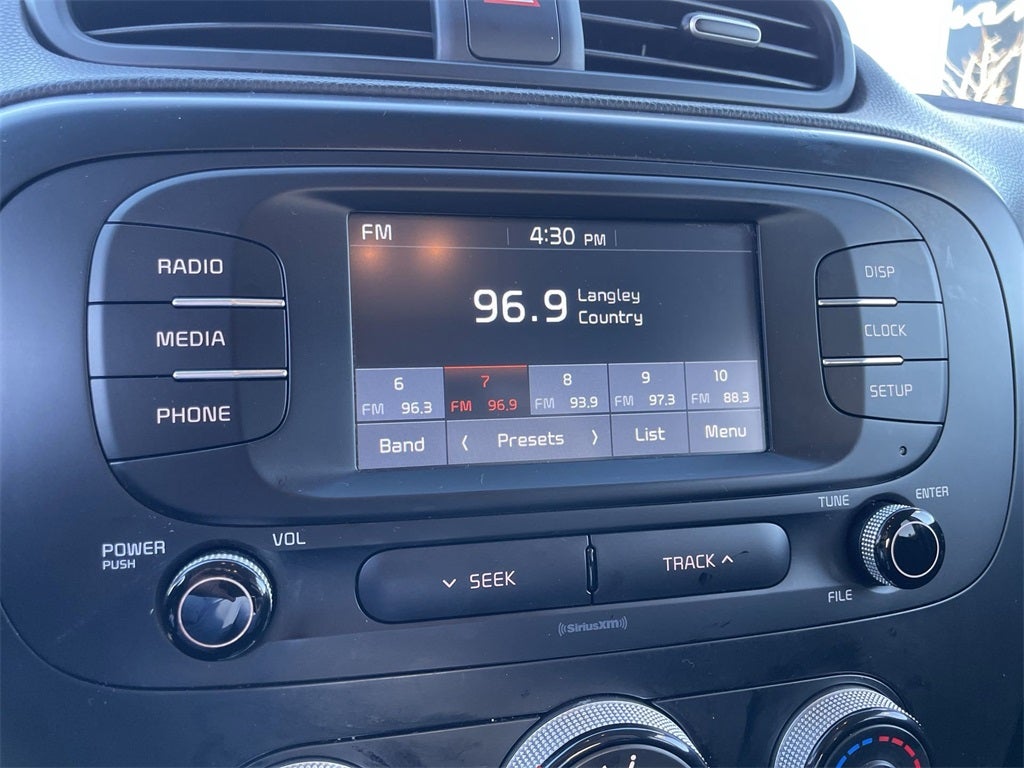 FM 4:30 PM
96.9 Langley
Country
6 7 8 9 10
FM 96.3 FM 96.9 FM 93.9 FM 97.3 FM 88.3
Band < Presets > List Menu
RADIO
MEDIA
PHONE
DISP
CLOCK
SETUP
POWER
PUSH
VOL
SEEK
TRACK
TUNE
ENTER
FILE
((SiriusXM))